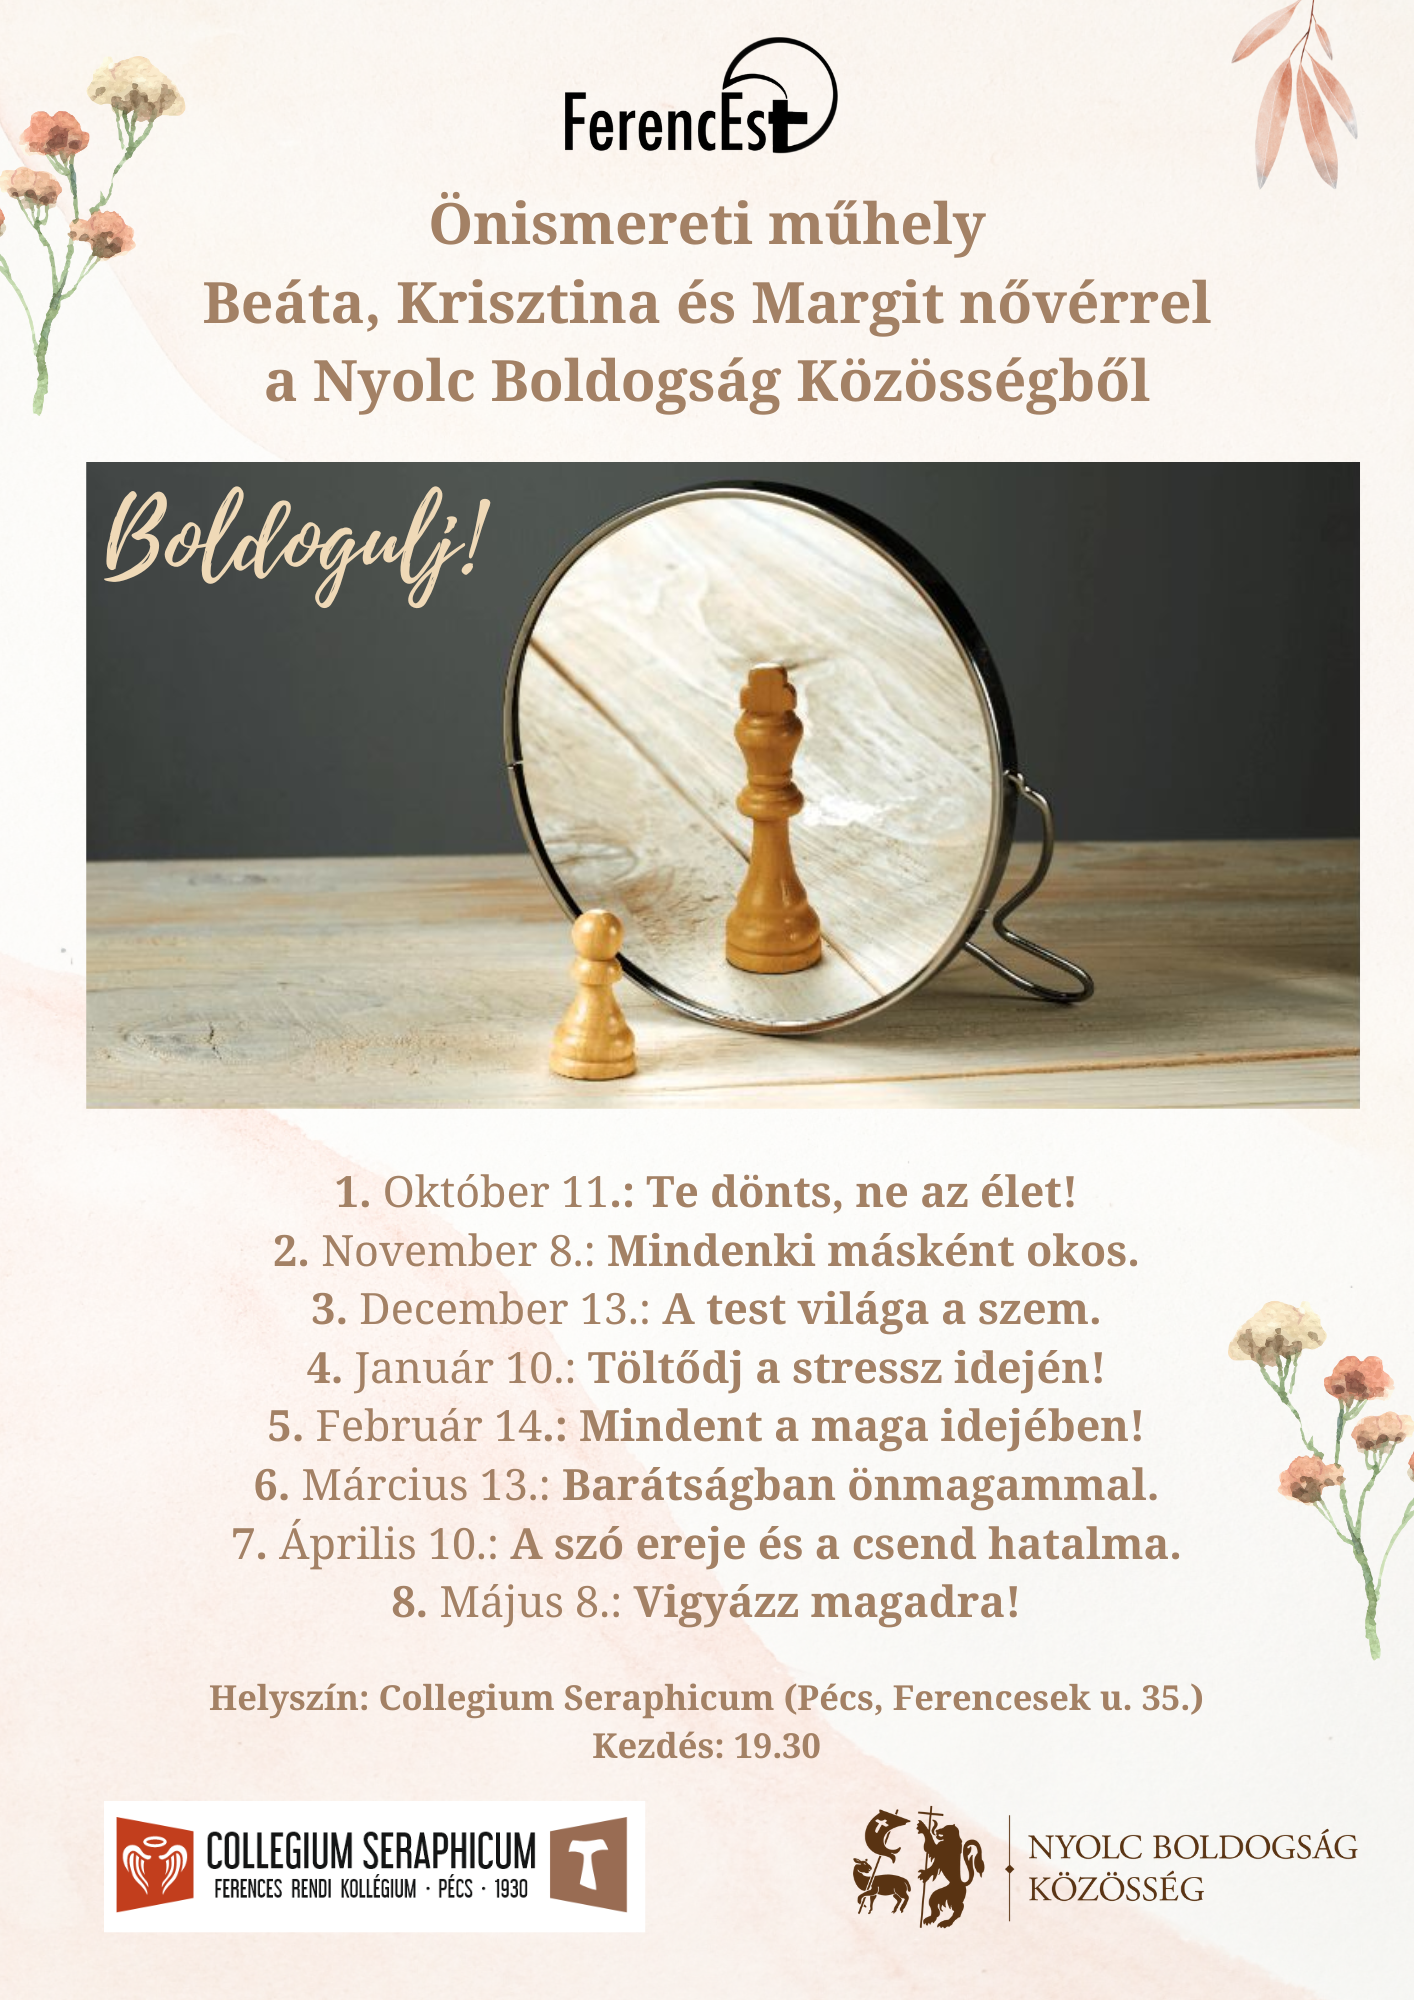 FerencEst
Önismereti műhely
Beáta, Krisztina és Margit nővérrel
a Nyolc Boldogság Közösségből
Boldogulj!
1. Október 11.: Te dönts, ne az élet!
2. November 8.: Mindenki másként okos.
3. December 13.: A test világa a szem.
4. Január 10.: Töltődj a stressz idején!
5. Február 14.: Mindent a maga idejében!
6. Március 13.: Barátságban önmagammal.
7. Április 10.: A szó ereje és a csend hatalma.
8. Május 8.: Vigyázz magadra!
Helyszín: Collegium Seraphicum (Pécs, Ferencesek u. 35.)
Kezdés: 19.30
COLLEGIUM SERAPHICUM
FERENCES RENDI KOLLÉGIUM · PÉCS · 1930
NYOLC BOLDOGSÁG
KÖZÖSSÉG